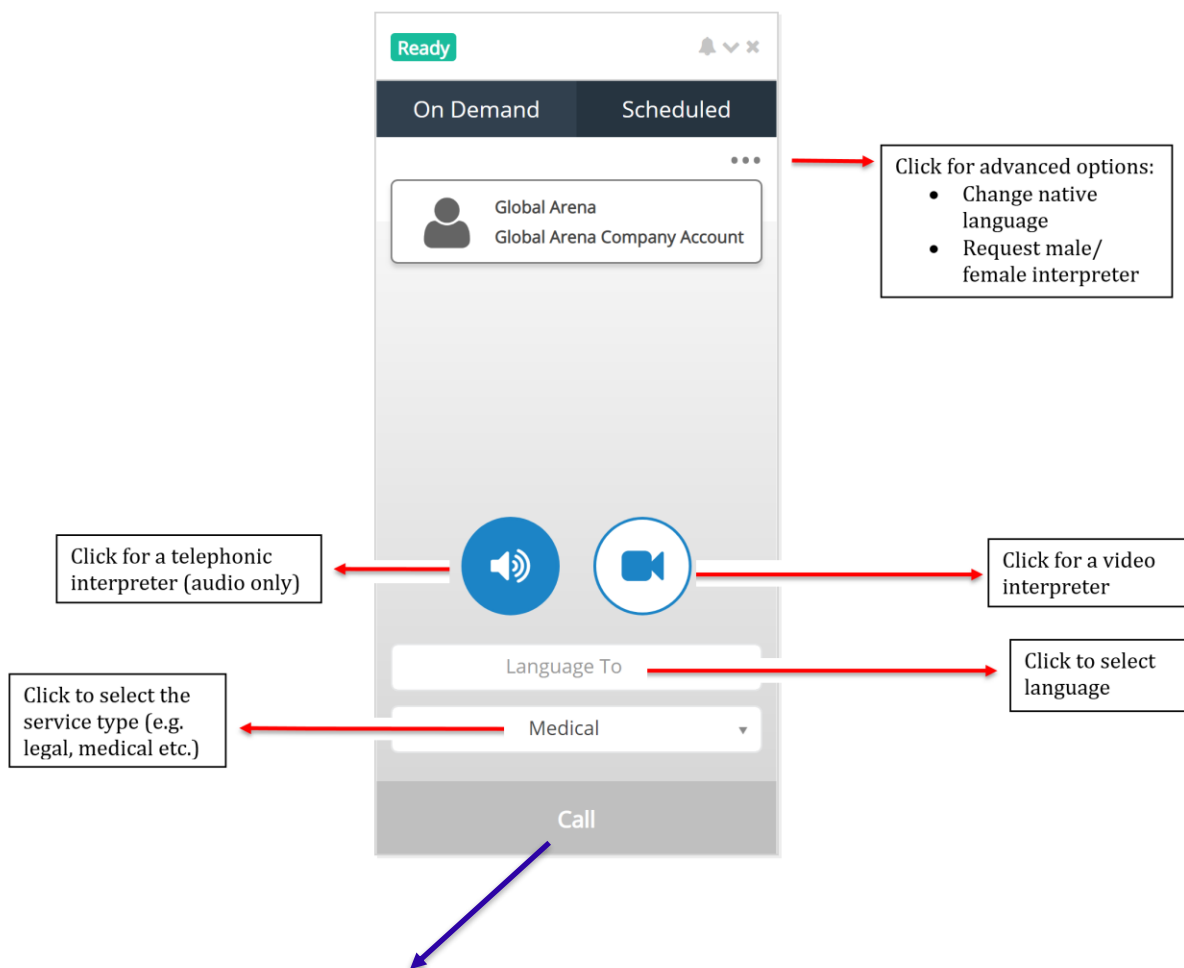 Ready
On Demand
Scheduled
Click for advanced options:
• Change native
language
• Request male/
female interpreter
Global Arena
Global Arena Company Account
Click for a telephonic
interpreter (audio only)
Click for a video
interpreter
Language To
Click to select
language
Click to select the
service type (e.g.
legal, medical etc.)
Medical
Call